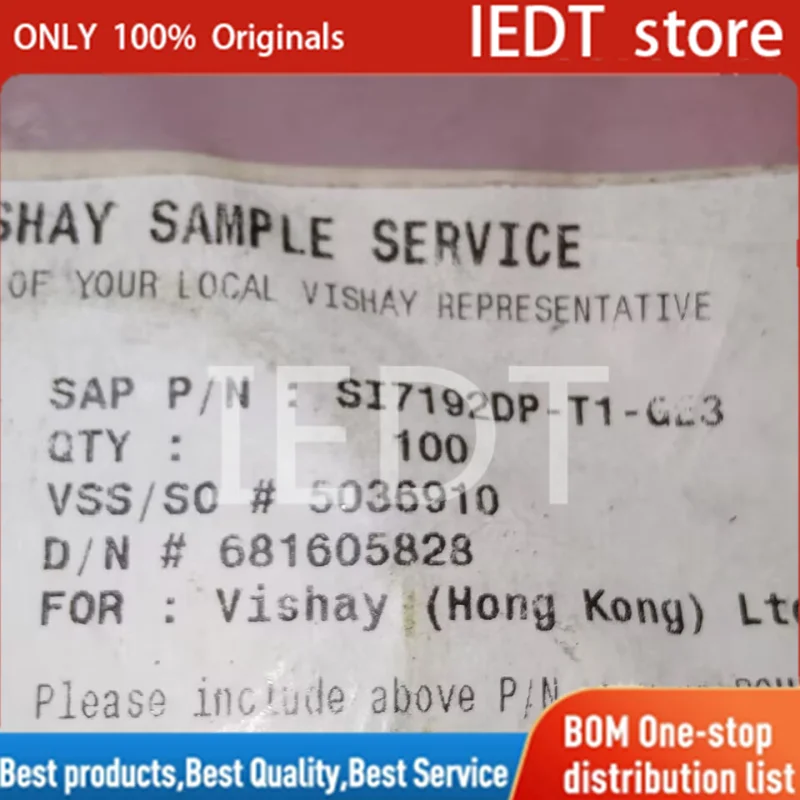 ONLY 100% Originals
IEDT store
SHAY SAMPLE SERVICE
OF YOUR LOCAL VISHAY REPRESENTATIVE
SAP P/N : SI7192DP-T1-GE3
QTY : 100
VSS/SO # 5036910
D/N # 681605828
FOR : Vishay (Hong Kong) Lt
IEDT
Please include above P/N
BOM One-stop
distribution list
Best products,Best Quality,Best Service